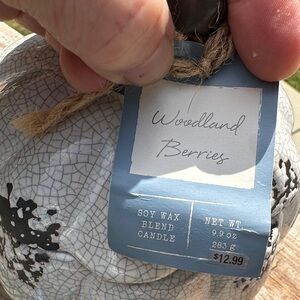 Woodland
Berries
SOY WAX
BLEND
CANDLE
NET WT.
9.9 oz
283 g
$12.99